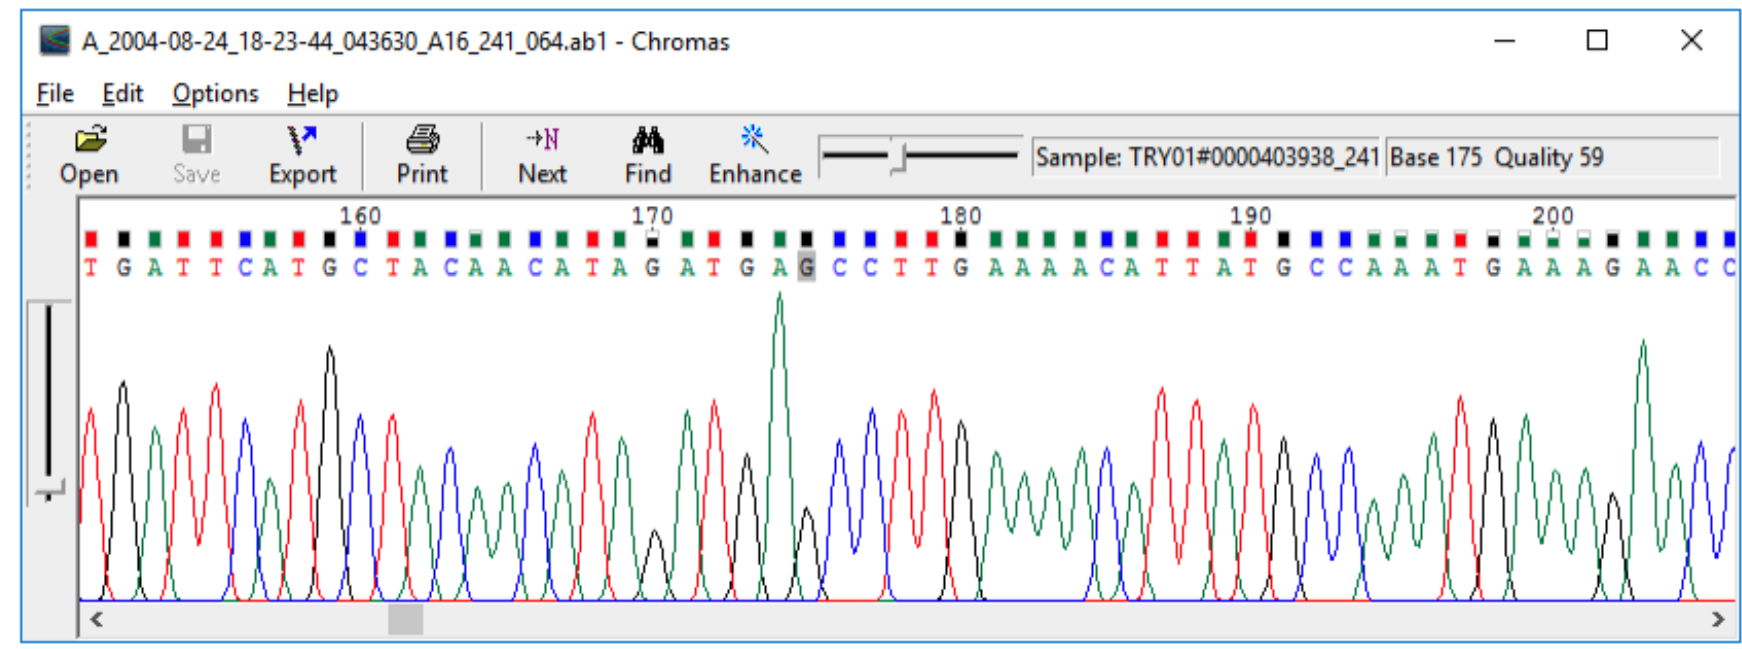 A_2004-08-24_18-23-44_043630_A16_241_064.ab1 - Chromas
File Edit Options Help
Open Save Export Print →N Next Find Enhance Sample: TRY01#0000403938_241 Base 175 Quality 59
160 170 180 190 200
T G A T T C A T G C T A C A A C A T A G A T G A G C C T T G A A A A C A T T A T G C C A A A T G A A A G A A C C